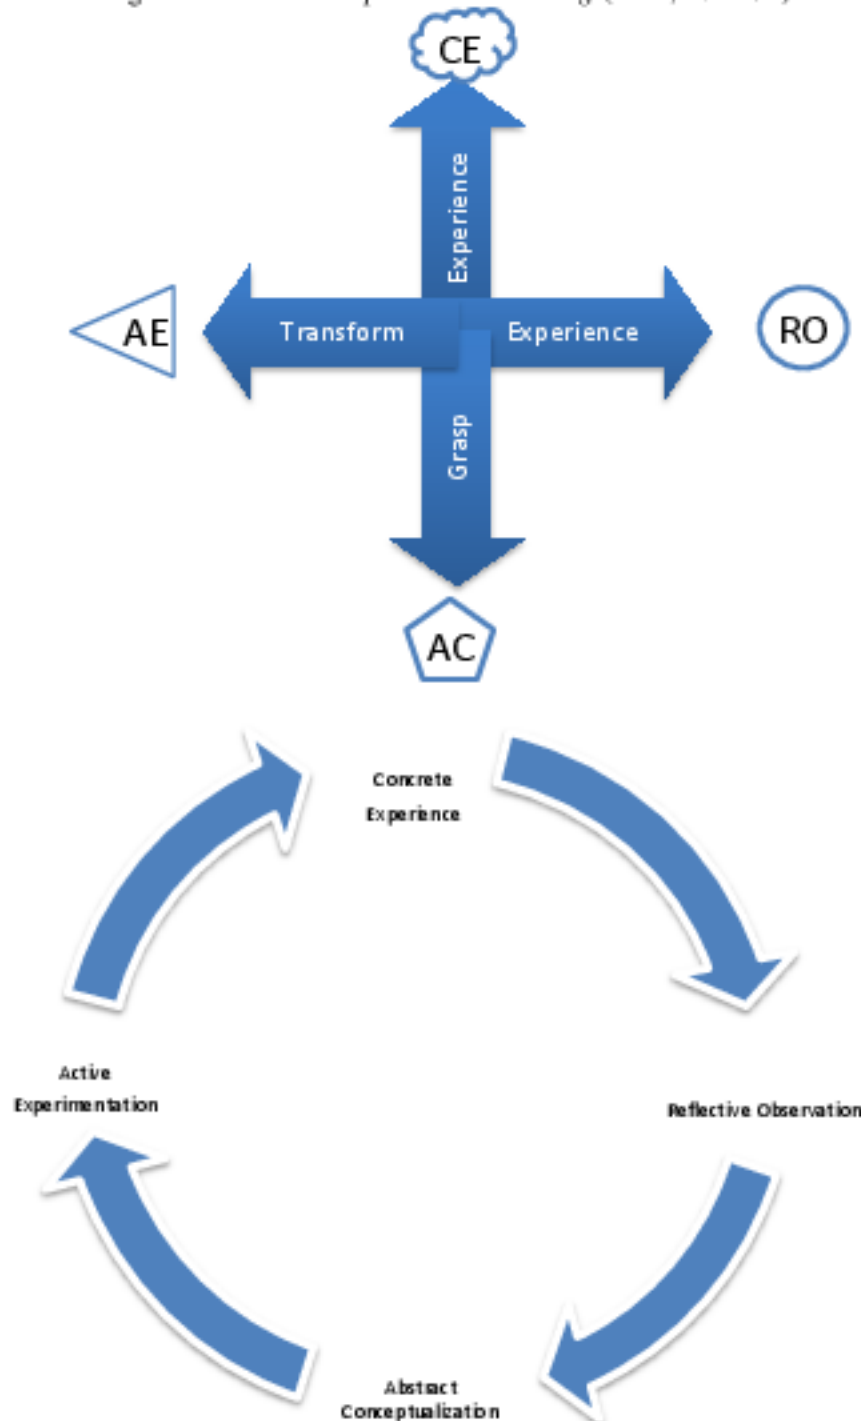 CE
Experience
AE
Transform
Experience
RO
Grasp
AC
Concrete
Experience
Active
Experimentation
Reflective Observation
Abstract
Conceptualization